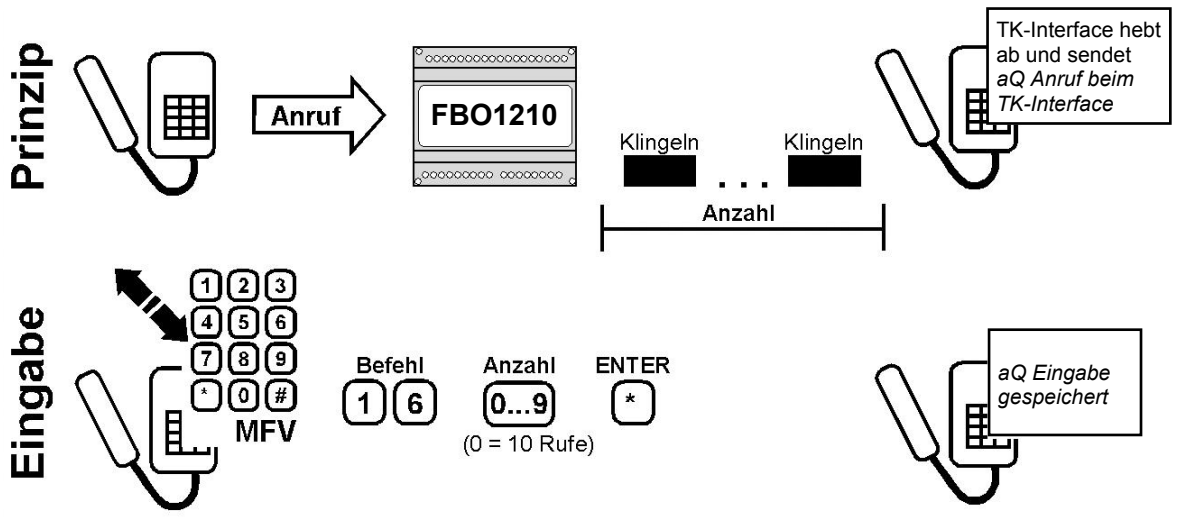 Prinzip
Anruf
FBO1210
Klingeln
. . .
Klingeln
Anzahl
TK-Interface hebt
ab und sendet
aQ Anruf beim
TK-Interface
Eingabe
1 2 3
4 5 6
7 8 9
* 0 #
MFV
Befehl
1 6
Anzahl
0...9
(0 = 10 Rufe)
ENTER
*
aQ Eingabe
gespeichert